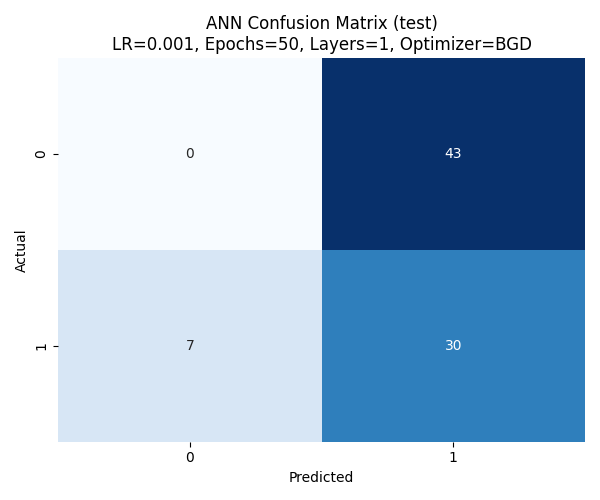 ANN Confusion Matrix (test)
LR=0.001, Epochs=50, Layers=1, Optimizer=BGD
0
0
43
Actual
1
7
30
0
1
Predicted